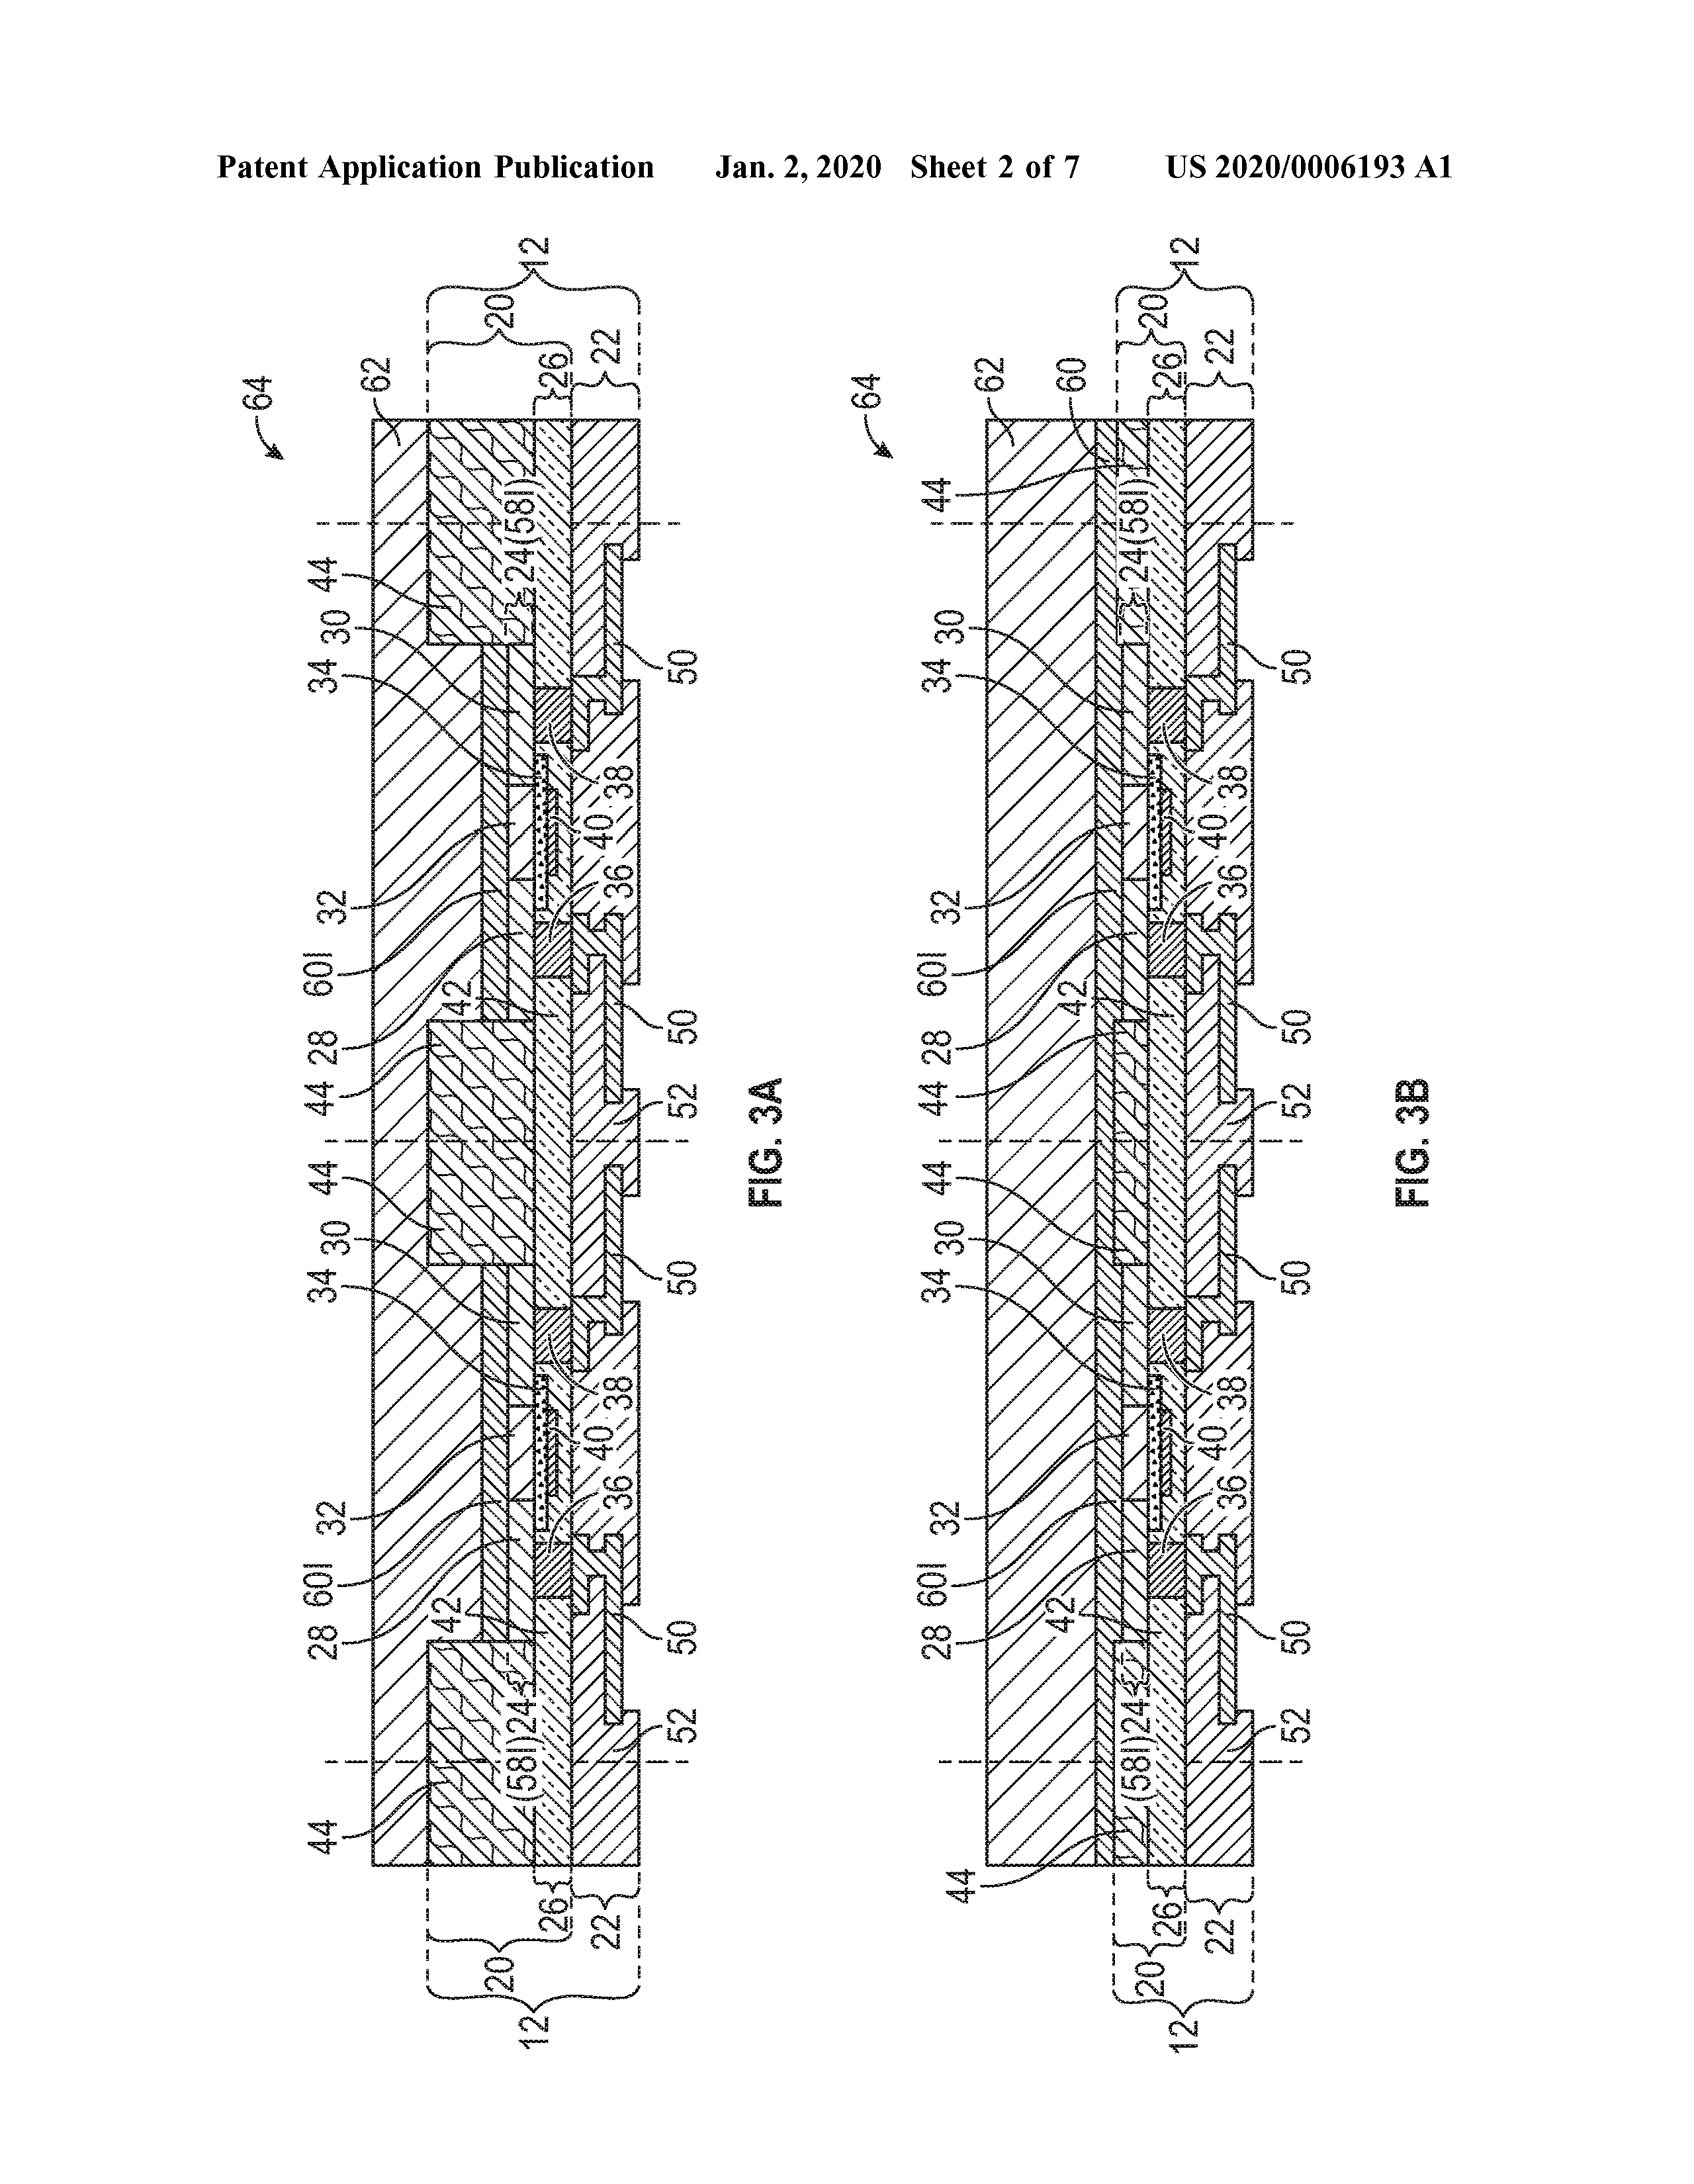 Patent Application Publication Jan. 2, 2020 Sheet 2 of 7 US 2020/0006193 A1
64
44 28 60I 32 34 30 44 44 28 60I 32 34 30 44 62
42 42
20 (58I)24 24(58I) 20
12 26 26 12
22 36 40 38 36 40 38 22
52 50 50 52 50 50
FIG. 3A
64
44 28 60I 32 34 30 44 44 28 60I 32 34 30 44 62
42 42 60
20 (58I)24 24(58I) 20
12 26 26 12
22 36 40 38 36 40 38 22
52 50 50 52 50 50
FIG. 3B